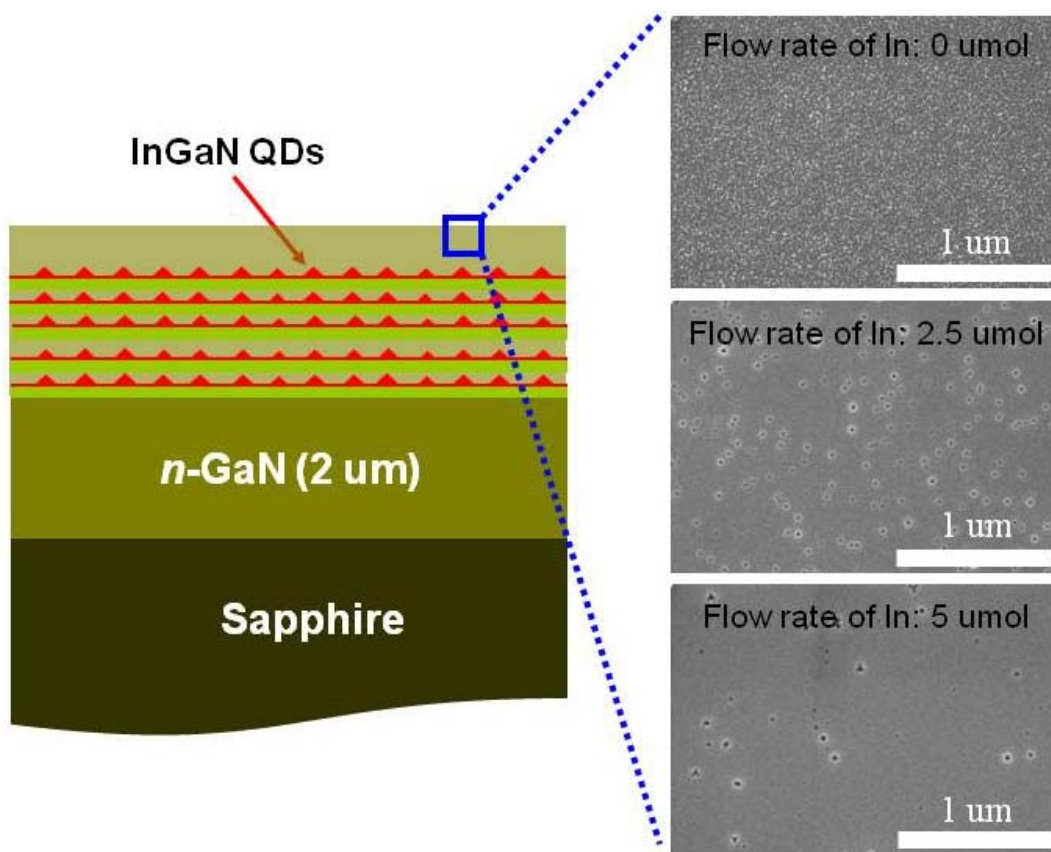 InGaN QDs
n-GaN (2 um)
Sapphire
Flow rate of In: 0 umol
1 um
Flow rate of In: 2.5 umol
1 um
Flow rate of In: 5 umol
1 um